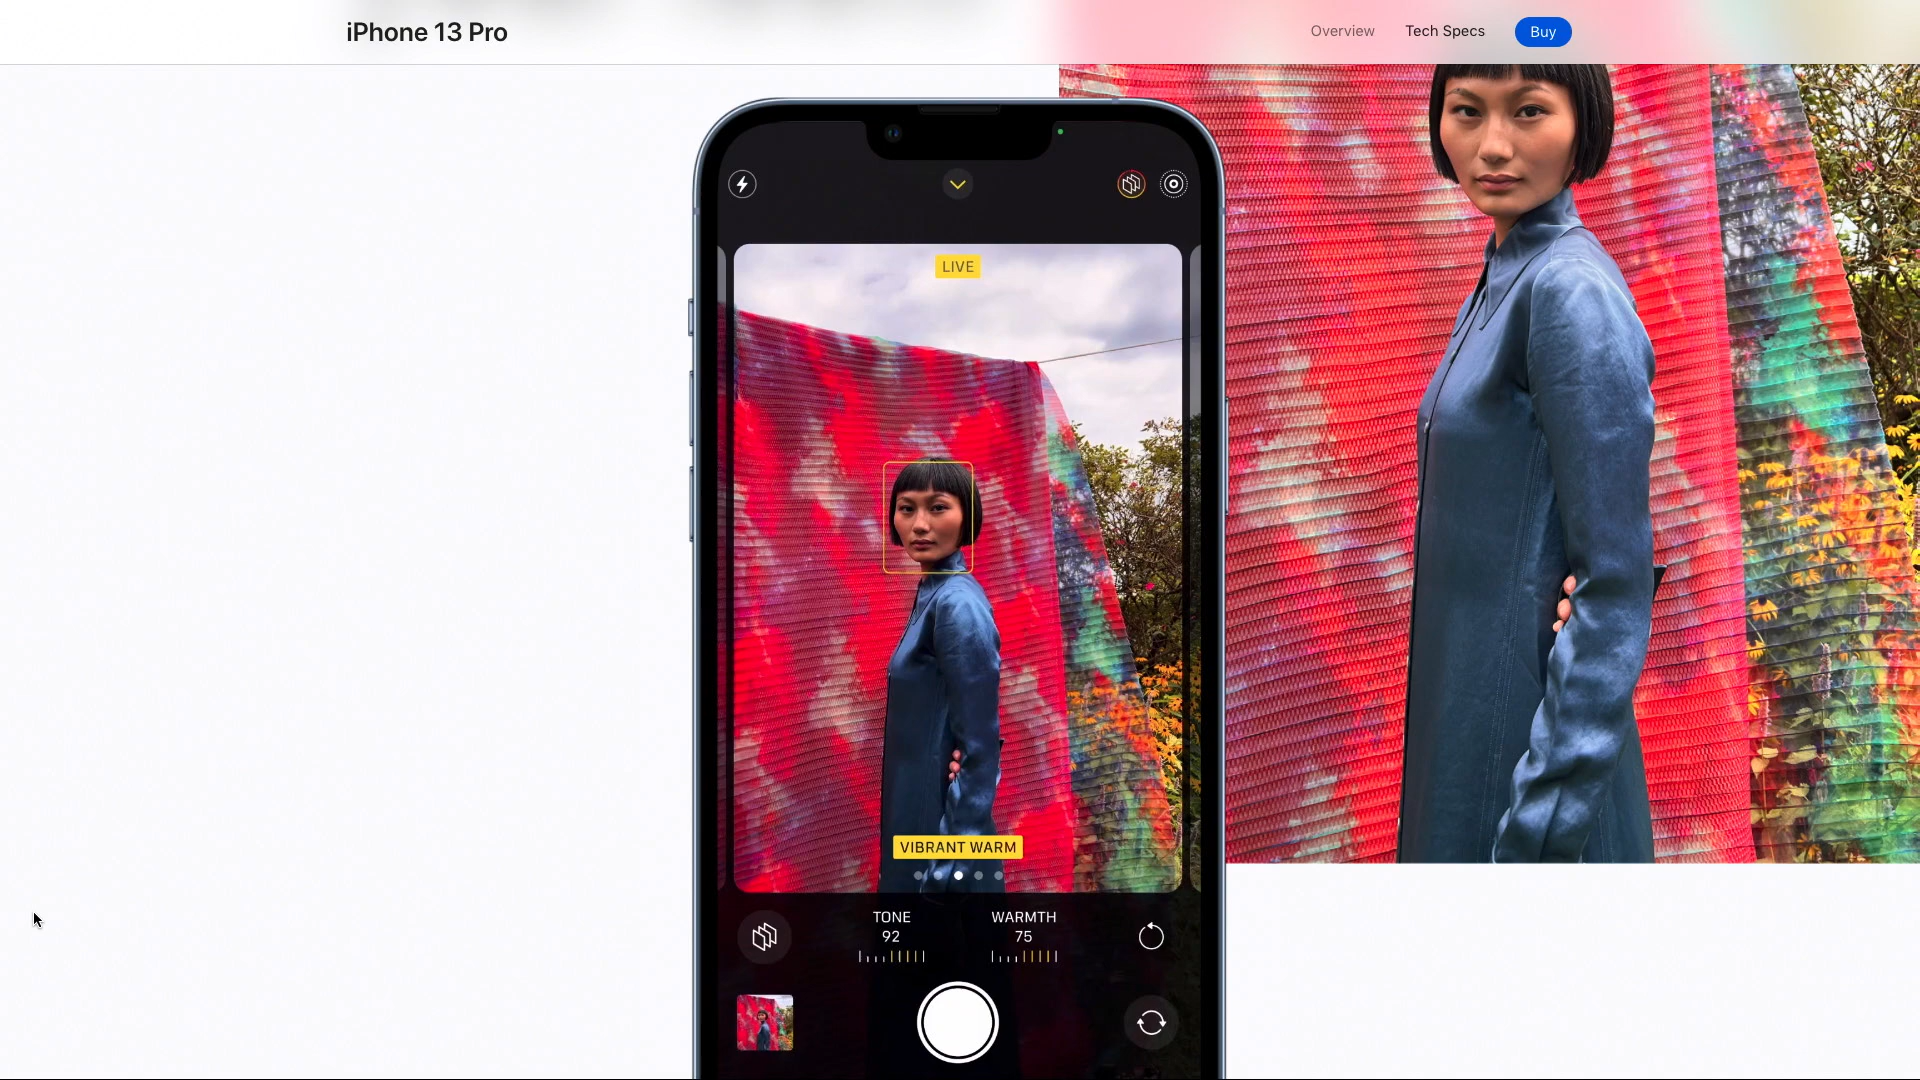 iPhone 13 Pro
Overview
Tech Specs
Buy
LIVE
VIBRANT WARM
TONE
92
WARMTH
75